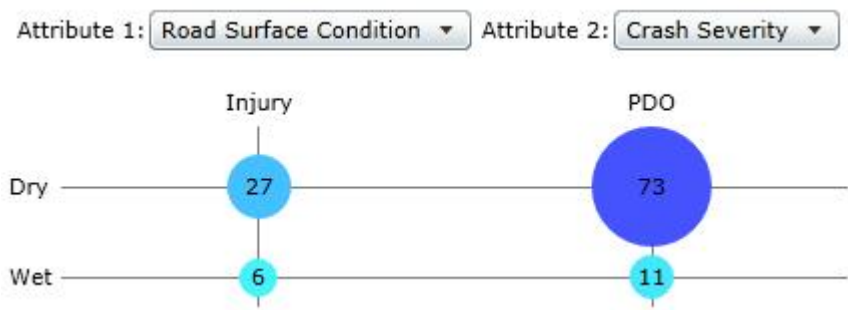 Attribute 1: Road Surface Condition Attribute 2: Crash Severity
Injury PDO
Dry 27 73
Wet 6 11